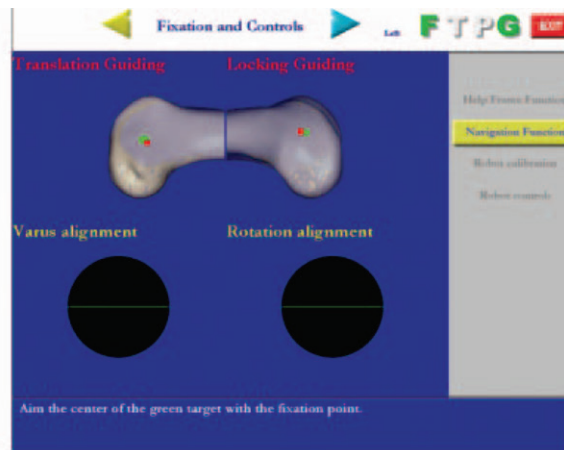 Fixation and Controls
Left
F T P G
EXIT
Translation Guiding
Locking Guiding
Help Frames Function
Navigation Function
Robot calibration
Robot controls
Varus alignment
Rotation alignment
Aim the center of the green target with the fixation point.